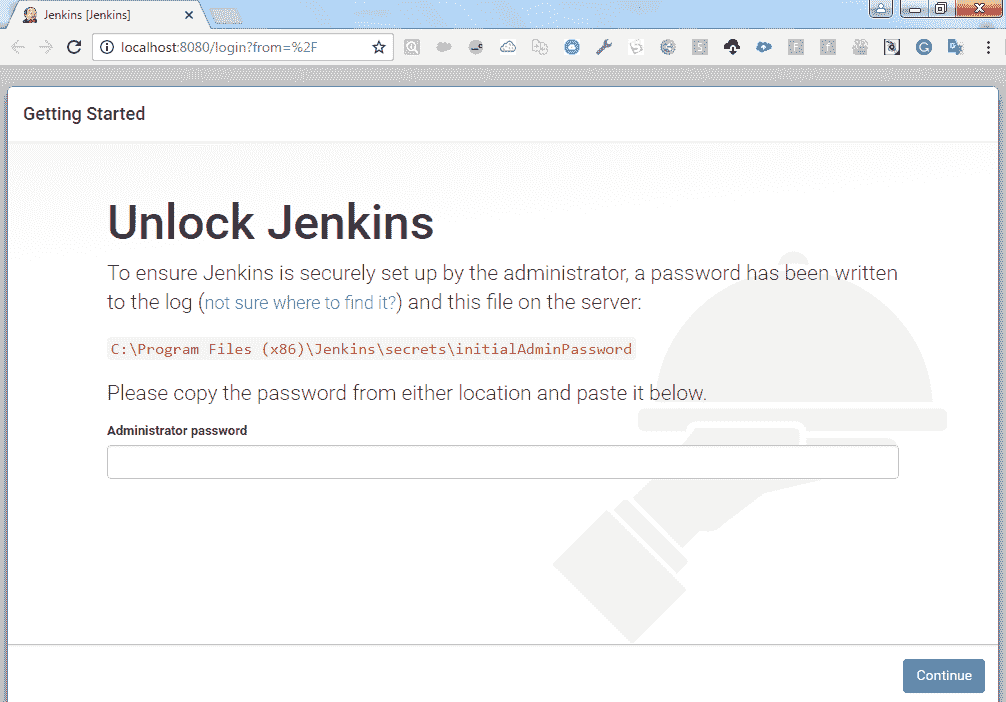 Jenkins [Jenkins]
localhost:8080/login?from=%2F
Getting Started
Unlock Jenkins
To ensure Jenkins is securely set up by the administrator, a password has been written
to the log (not sure where to find it?) and this file on the server:
C:\Program Files (x86)\Jenkins\secrets\initialAdminPassword
Please copy the password from either location and paste it below.
Administrator password
Continue